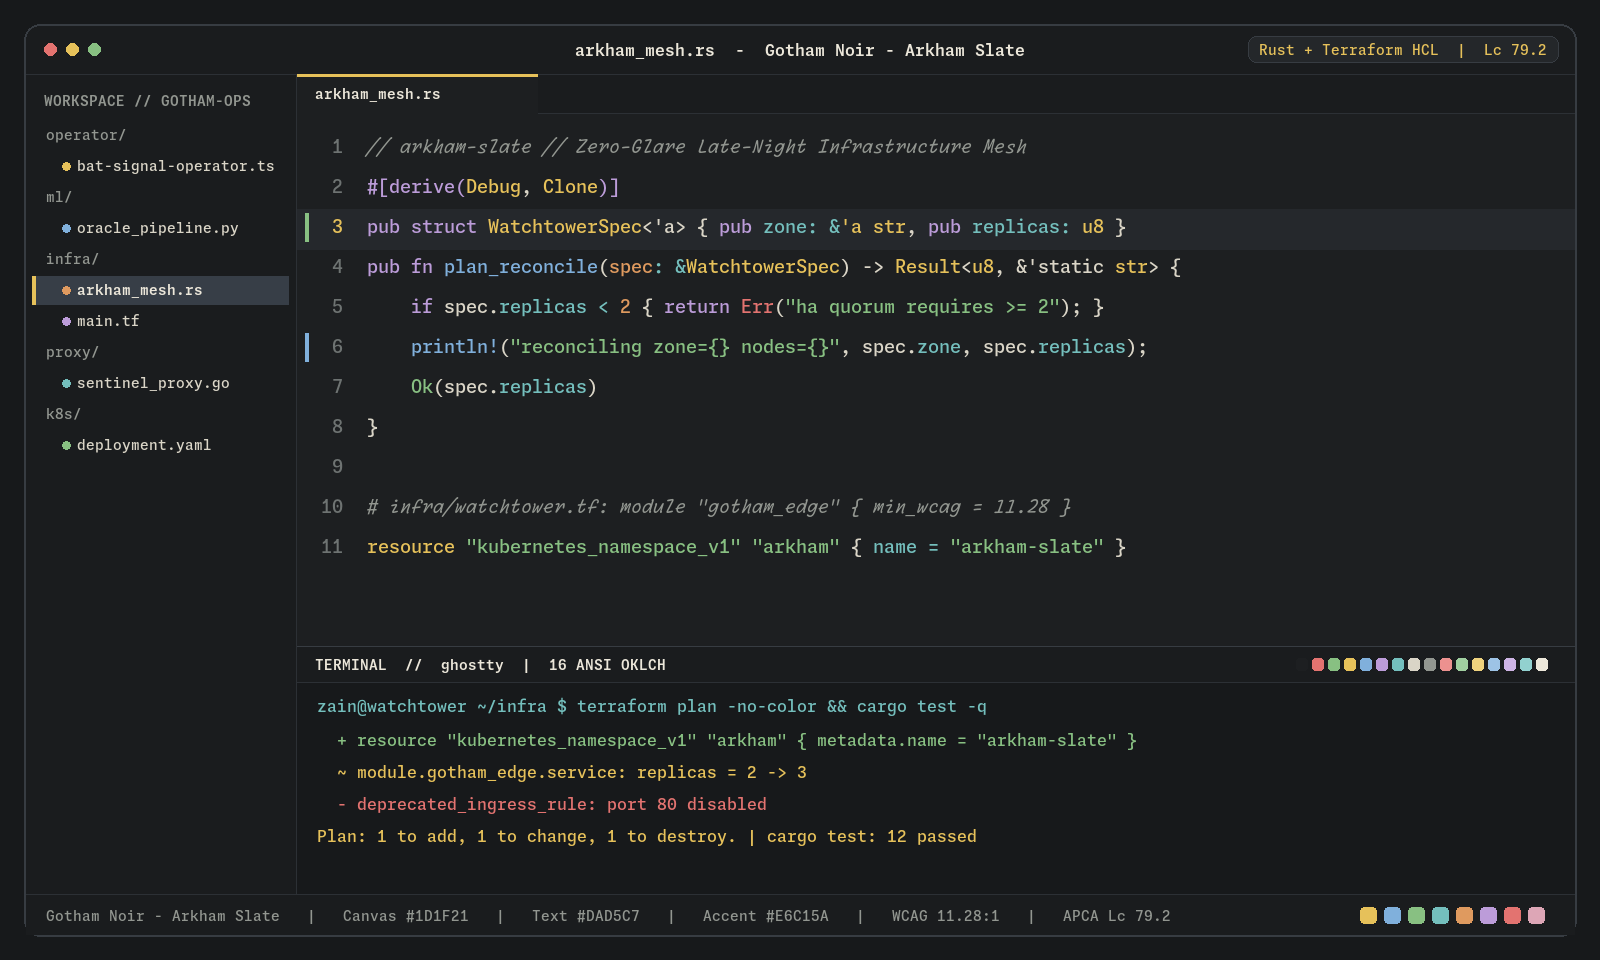 arkham_mesh.rs - Gotham Noir - Arkham Slate
Rust + Terraform HCL | Lc 79.2
WORKSPACE // GOTHAM-OPS
operator/
bat-signal-operator.ts
ml/
oracle_pipeline.py
infra/
arkham_mesh.rs
main.tf
proxy/
sentinel_proxy.go
k8s/
deployment.yaml
arkham_mesh.rs
1 // arkham-slate // Zero-Glare Late-Night Infrastructure Mesh
2 #[derive(Debug, Clone)]
3 pub struct WatchtowerSpec<'a> { pub zone: &'a str, pub replicas: u8 }
4 pub fn plan_reconcile(spec: &WatchtowerSpec) -> Result<u8, &'static str> {
5     if spec.replicas < 2 { return Err("ha quorum requires >= 2"); }
6     println!("reconciling zone={} nodes={}", spec.zone, spec.replicas);
7     Ok(spec.replicas)
8 }
9
10 # infra/watchtower.tf: module "gotham_edge" { min_wcag = 11.28 }
11 resource "kubernetes_namespace_v1" "arkham" { name = "arkham-slate" }
TERMINAL // ghostty | 16 ANSI OKLCH
zain@watchtower ~/infra $ terraform plan -no-color && cargo test -q
+ resource "kubernetes_namespace_v1" "arkham" { metadata.name = "arkham-slate" }
~ module.gotham_edge.service: replicas = 2 -> 3
- deprecated_ingress_rule: port 80 disabled
Plan: 1 to add, 1 to change, 1 to destroy. | cargo test: 12 passed
Gotham Noir - Arkham Slate | Canvas #1D1F21 | Text #DAD5C7 | Accent #E6C15A | WCAG 11.28:1 | APCA Lc 79.2